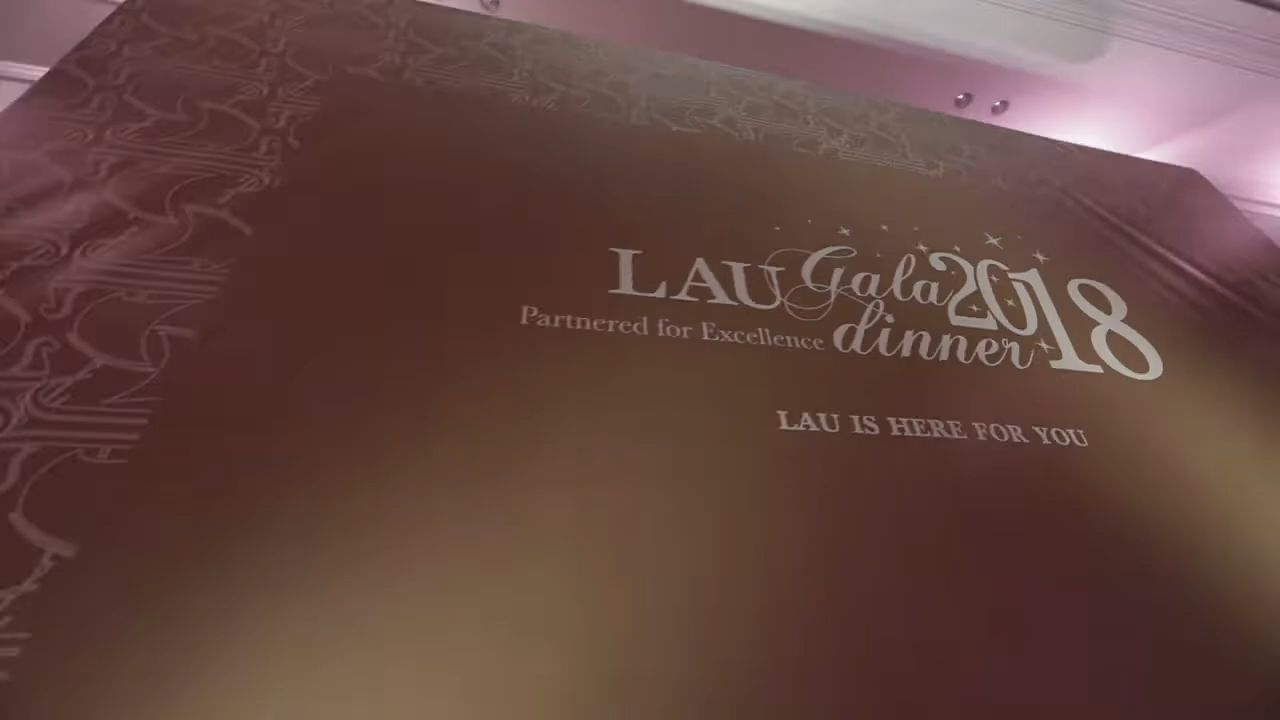 LAU Gala 2018
Partnered for Excellence dinner
LAU IS HERE FOR YOU